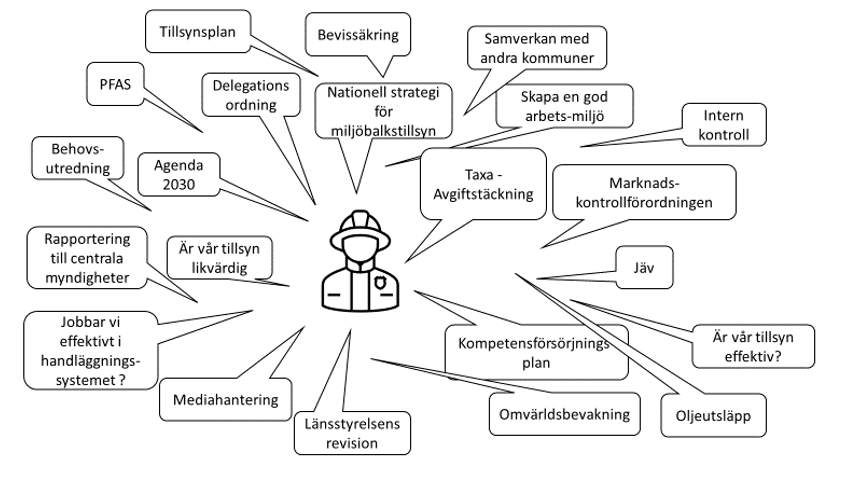 Tillsynsplan
Bevissäkring
Samverkan med
andra kommuner
PFAS
Delegations
ordning
Nationell strategi
för
miljöbalkstillsyn
Skapa en god
arbets-miljö
Intern
kontroll
Behovs-
utredning
Agenda
2030
Taxa -
Avgiftstäckning
Marknads-
kontrollförordningen
Rapportering
till centrala
myndigheter
Är vår tillsyn
likvärdig
Jäv
Jobbar vi
effektivt i
handläggnings-
systemet ?
Kompetensförsörjnings
plan
Är vår tillsyn
effektiv?
Mediahantering
Länsstyrelsens
revision
Omvärldsbevakning
Oljeutsläpp